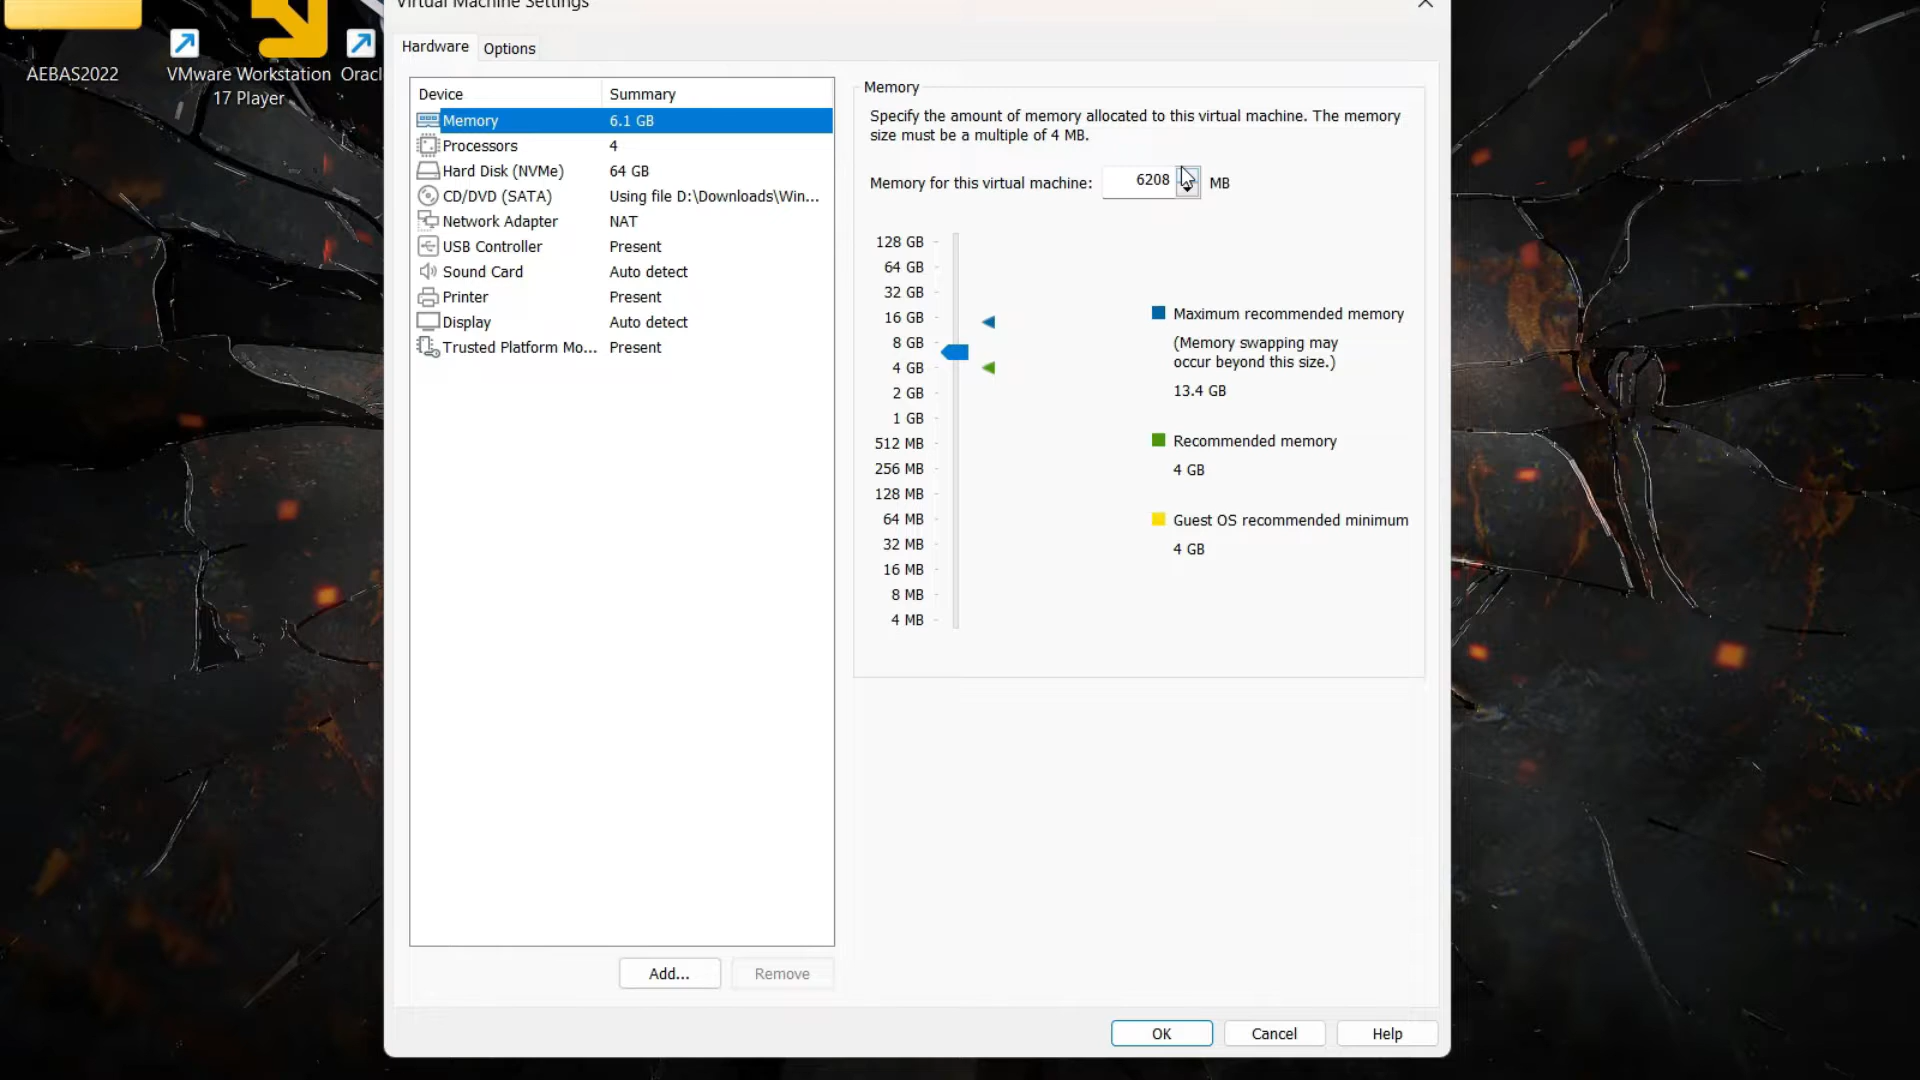 Virtual Machine Settings
AEBAS2022
VMware Workstation
17 Player
Oracl
Hardware
Options
Device
Summary
Memory
6.1 GB
Processors
4
Hard Disk (NVMe)
64 GB
CD/DVD (SATA)
Using file D:\Downloads\Win...
Network Adapter
NAT
USB Controller
Present
Sound Card
Auto detect
Printer
Present
Display
Auto detect
Trusted Platform Mo...
Present
Add...
Remove
Memory
Specify the amount of memory allocated to this virtual machine. The memory
size must be a multiple of 4 MB.
Memory for this virtual machine:
6208
MB
128 GB
64 GB
32 GB
16 GB
8 GB
4 GB
2 GB
1 GB
512 MB
256 MB
128 MB
64 MB
32 MB
16 MB
8 MB
4 MB
Maximum recommended memory
(Memory swapping may
occur beyond this size.)
13.4 GB
Recommended memory
4 GB
Guest OS recommended minimum
4 GB
OK
Cancel
Help